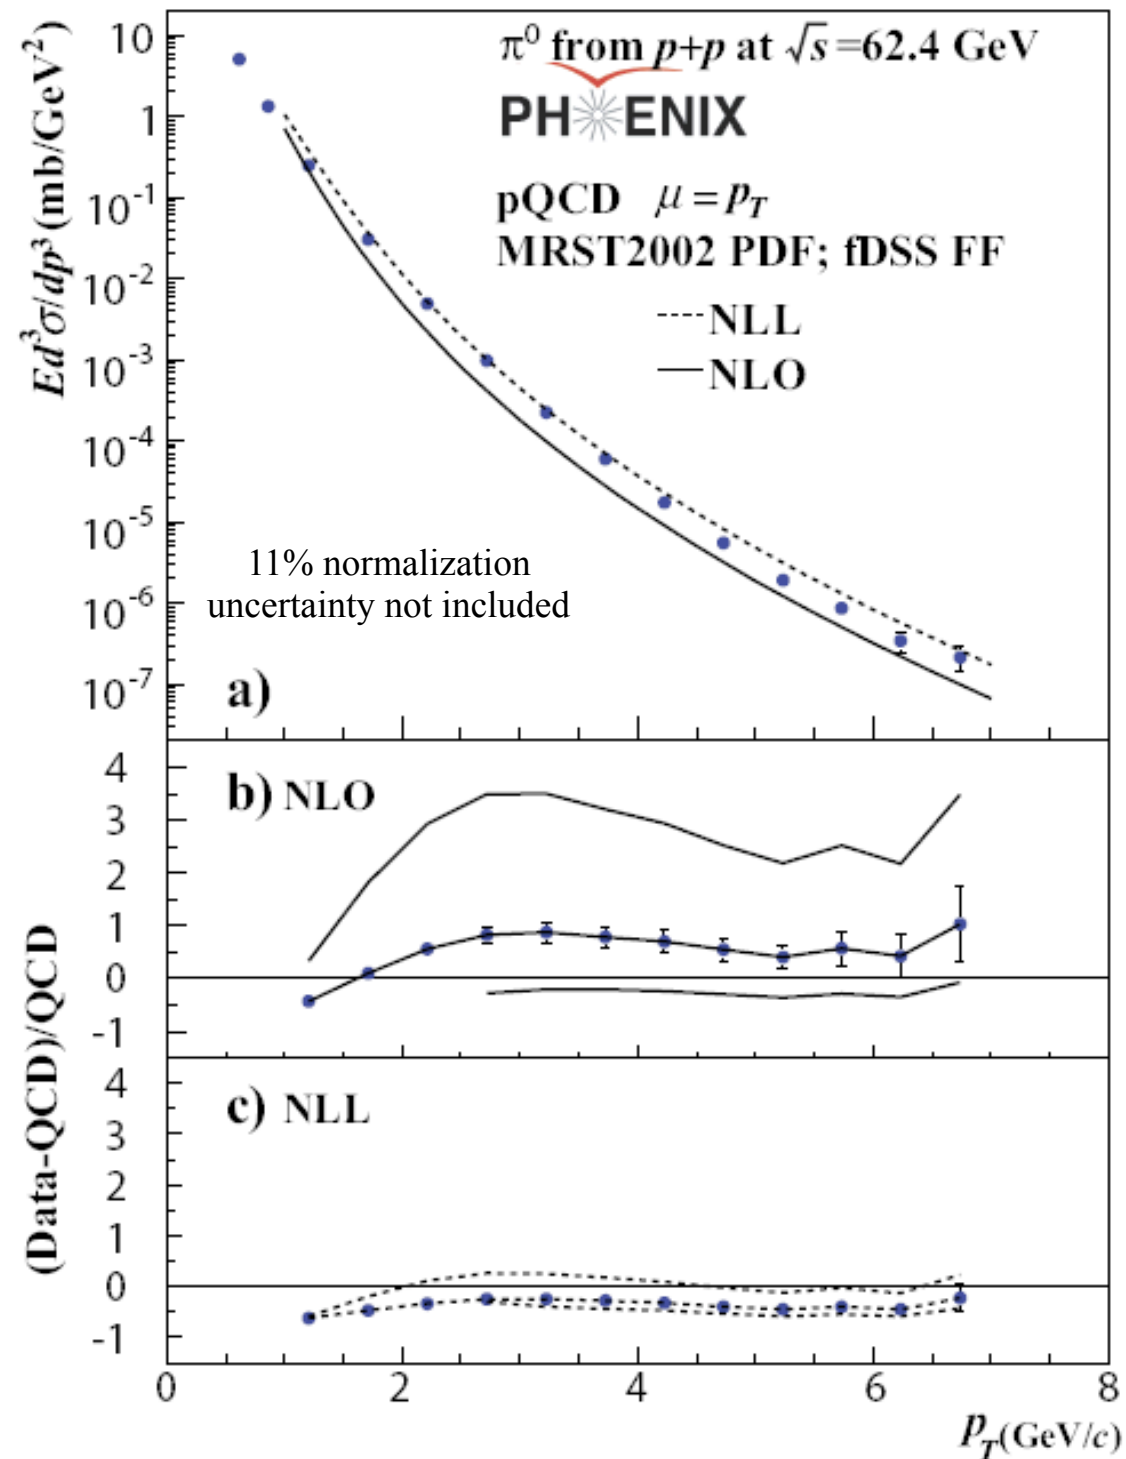 π⁰ from p+p at √s=62.4 GeV
PHENIX
pQCD μ = p_T
MRST2002 PDF; fDSS FF
NLL
NLO
11% normalization
uncertainty not included
a)
Ed³σ/dp³ (mb/GeV²)
10
1
10⁻¹
10⁻²
10⁻³
10⁻⁴
10⁻⁵
10⁻⁶
10⁻⁷
b) NLO
4
3
2
1
0
-1
(Data-QCD)/QCD
c) NLL
4
3
2
1
0
-1
0 2 4 6 8
p_T (GeV/c)